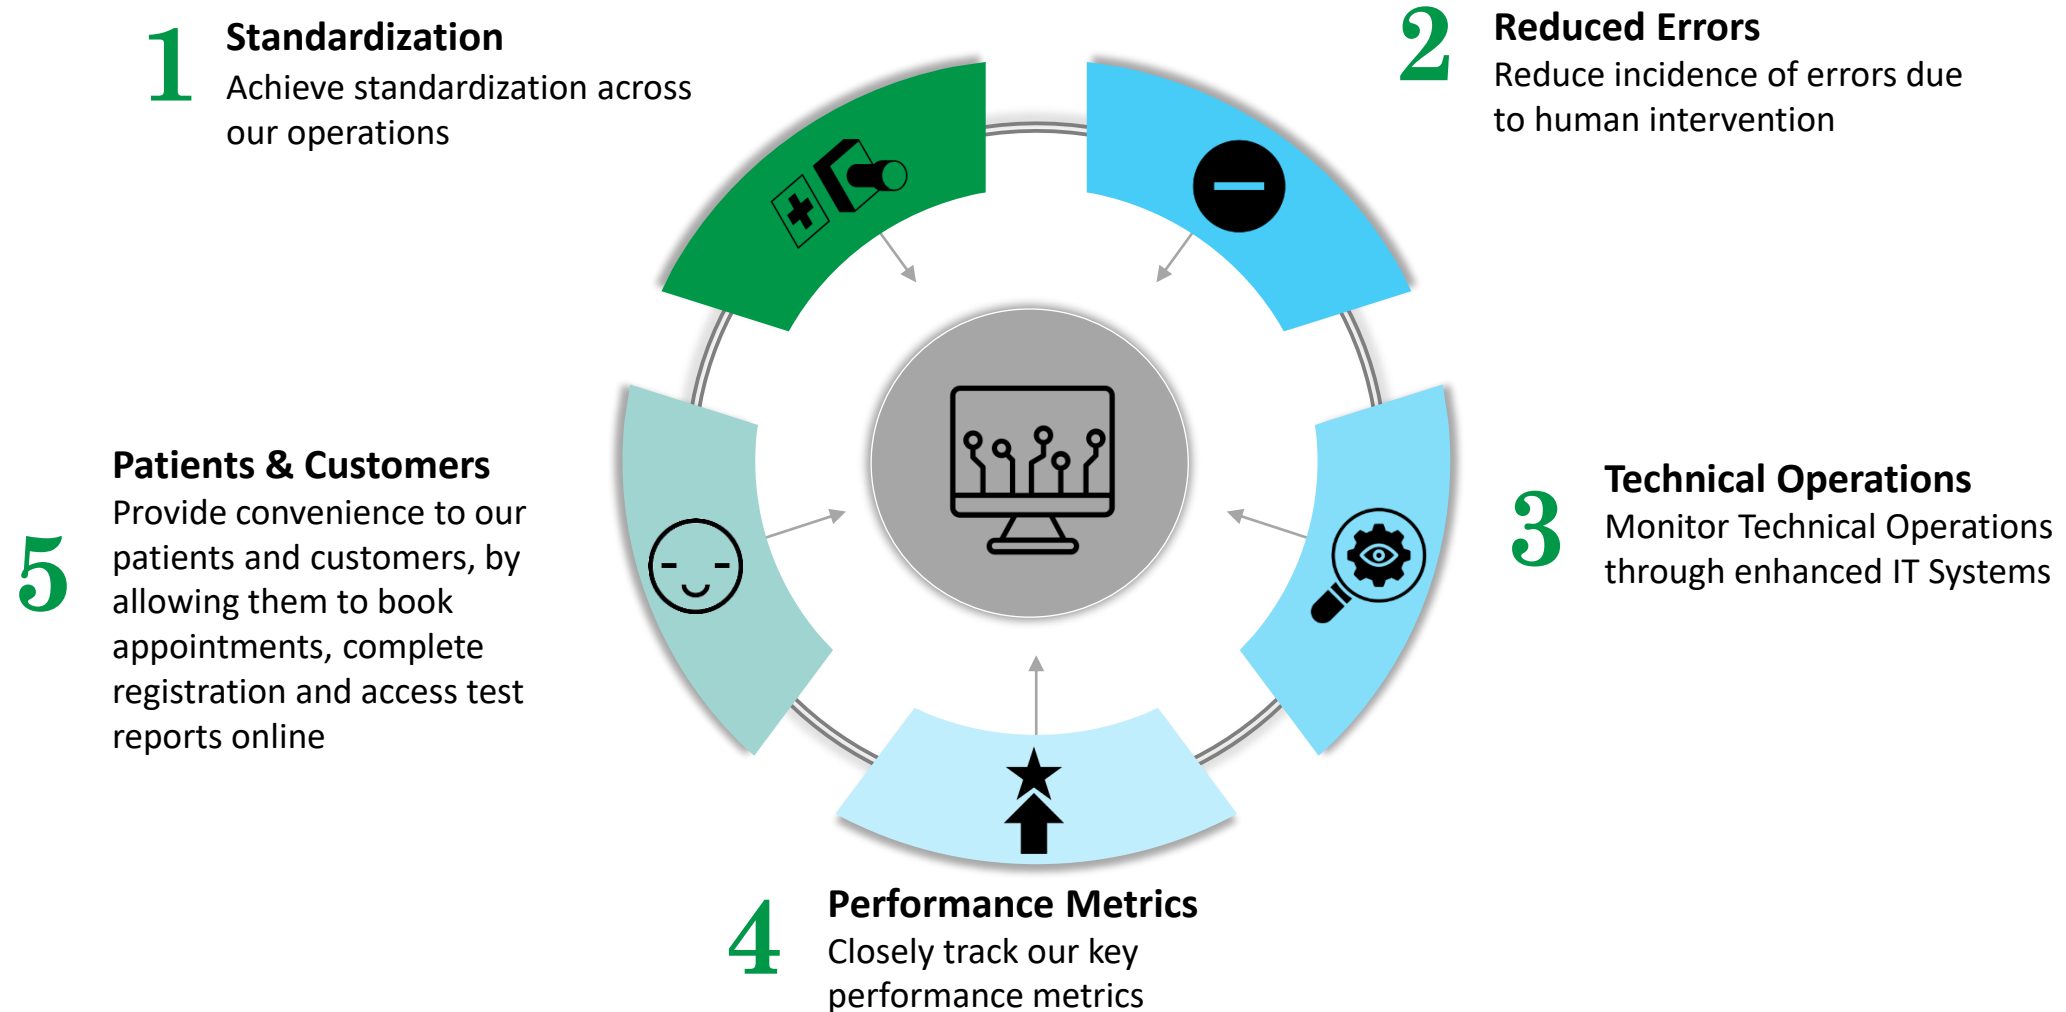 1
Standardization
Achieve standardization across
our operations
2
Reduced Errors
Reduce incidence of errors due
to human intervention
3
Technical Operations
Monitor Technical Operations
through enhanced IT Systems
4
Performance Metrics
Closely track our key
performance metrics
5
Patients & Customers
Provide convenience to our
patients and customers, by
allowing them to book
appointments, complete
registration and access test
reports online